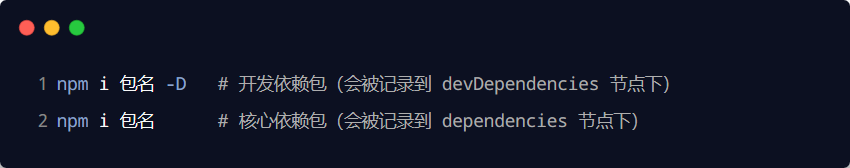 1 npm i 包名 -D   # 开发依赖包（会被记录到 devDependencies 节点下）
2 npm i 包名      # 核心依赖包（会被记录到 dependencies 节点下）